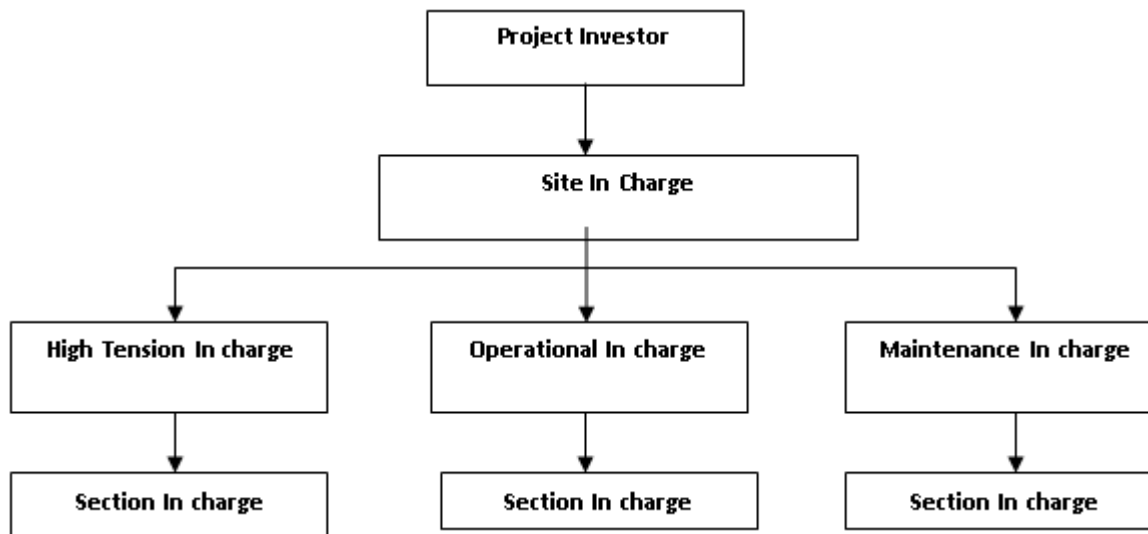 Project Investor
Site In Charge
High Tension In charge
Operational In charge
Maintenance In charge
Section In charge
Section In charge
Section In charge